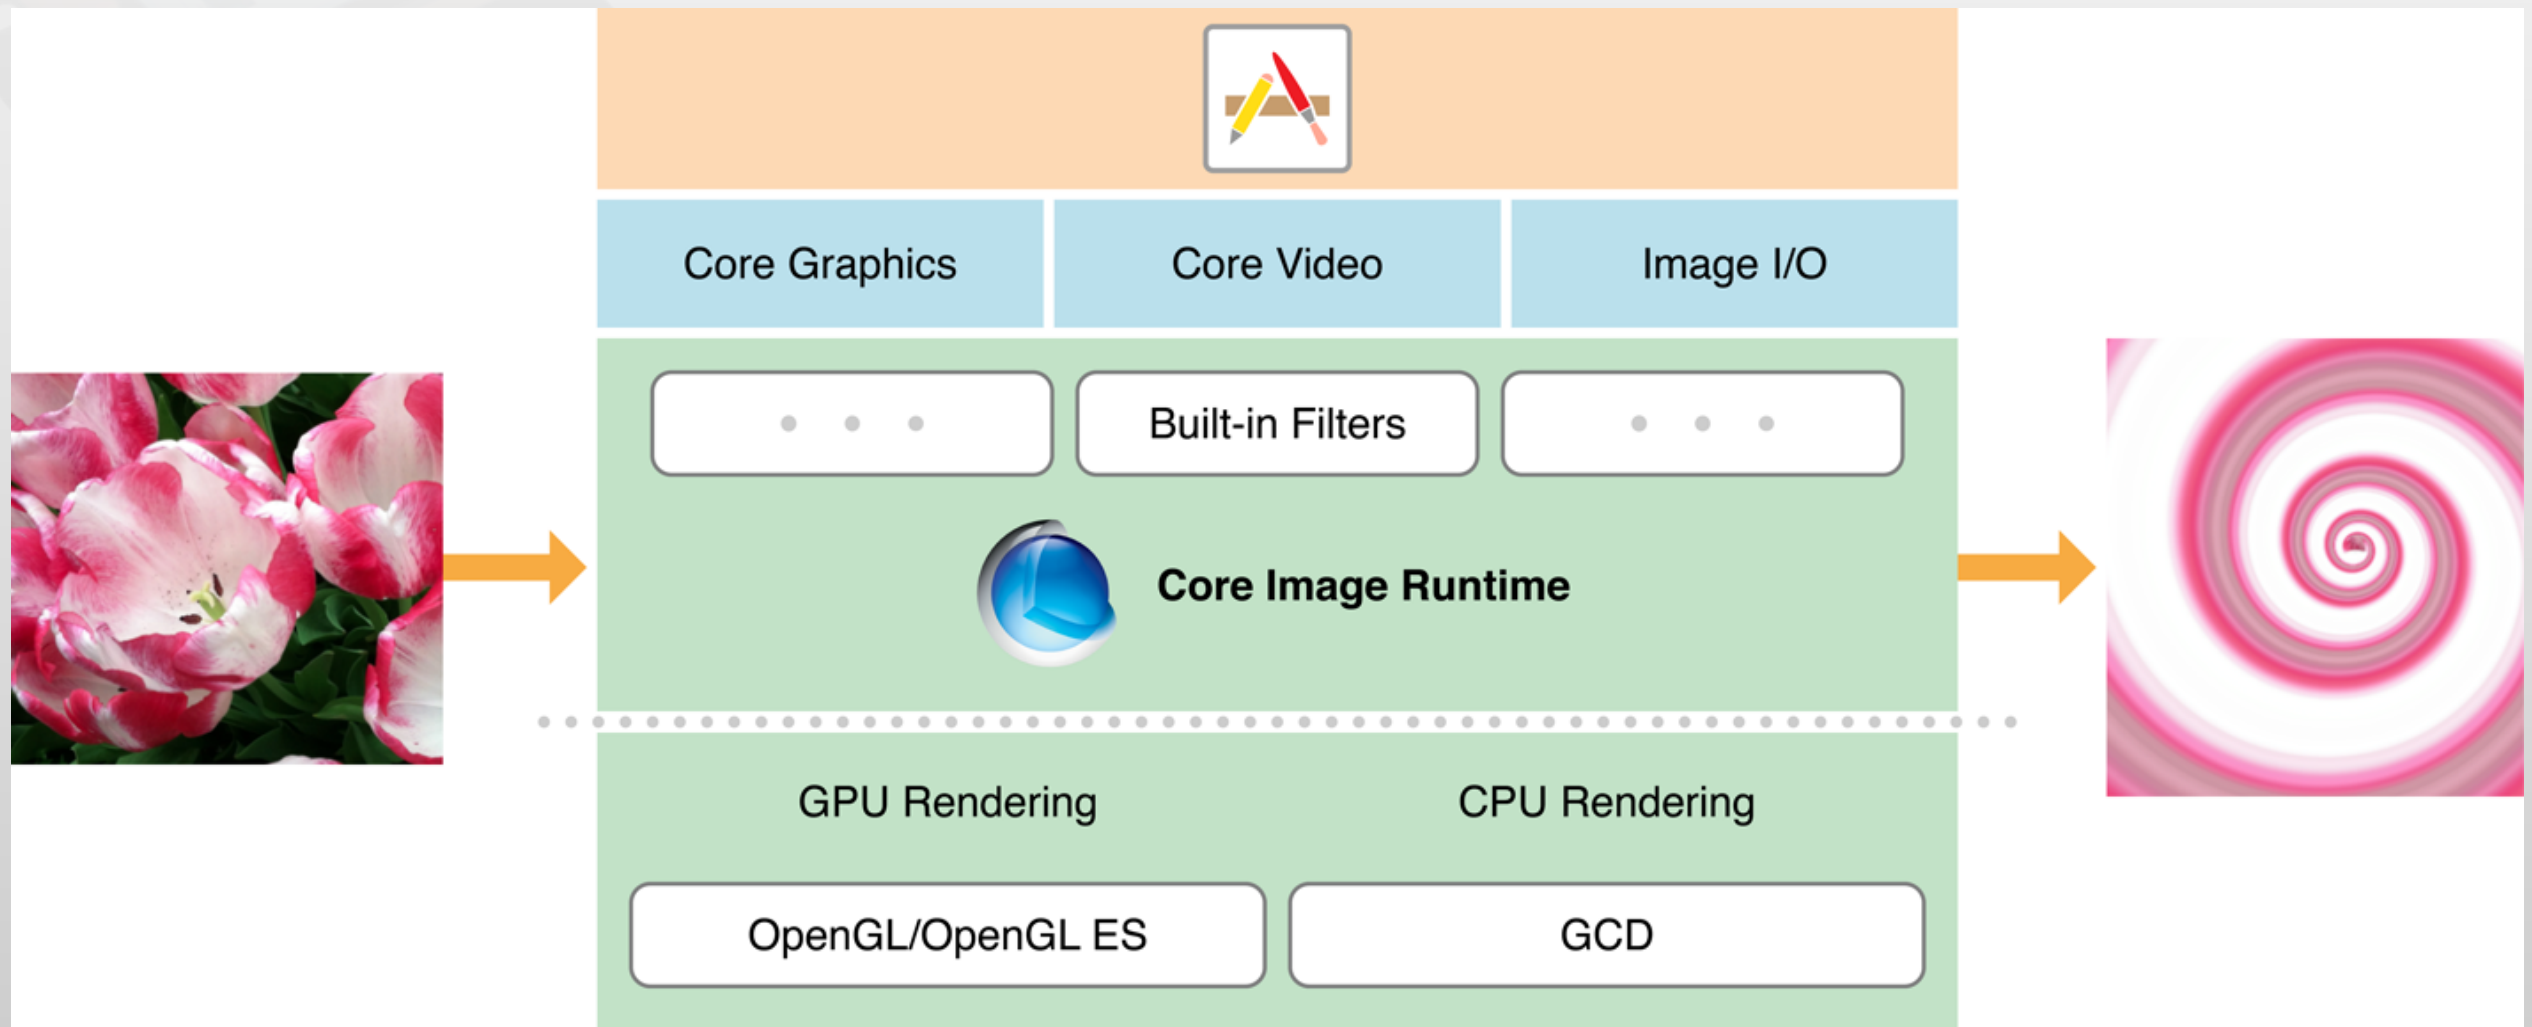 Core Graphics
Core Video
Image I/O
Built-in Filters
Core Image Runtime
GPU Rendering
CPU Rendering
OpenGL/OpenGL ES
GCD